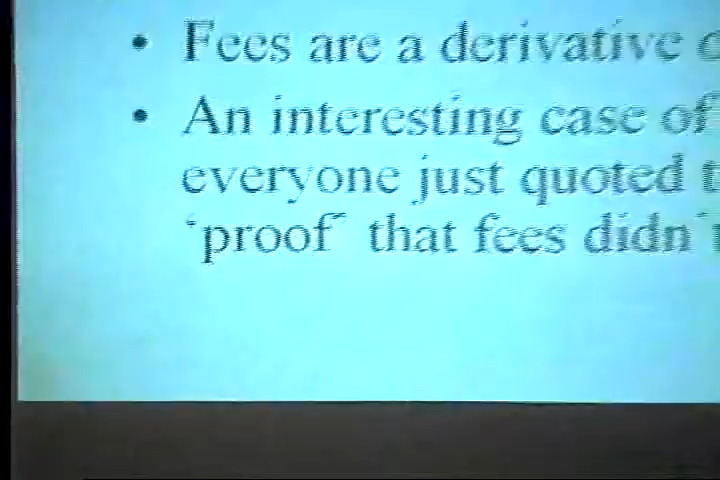 • Fees are a derivative
• An interesting case of
everyone just quoted
‘proof’ that fees didn’t